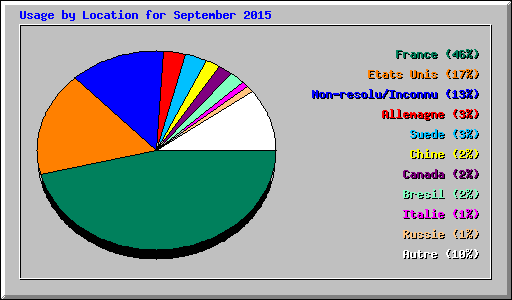 Usage by Location for September 2015
France (46%)
Etats Unis (17%)
Non-resolu/Inconnu (13%)
Allemagne (3%)
Suede (3%)
Chine (2%)
Canada (2%)
Bresil (2%)
Italie (1%)
Russie (1%)
Autre (10%)